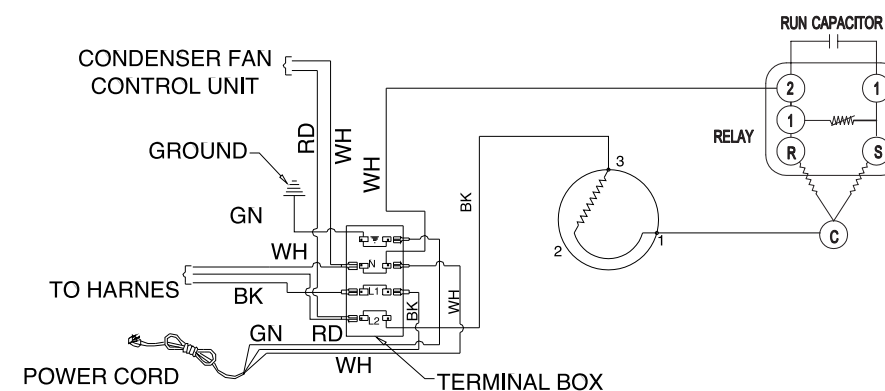 RUN CAPACITOR
CONDENSER FAN
CONTROL UNIT
2
1
1
RELAY
R
S
C
GROUND
RD
WH
WH
BK
3
2
1
GN
WH
N
TO HARNES
BK
L1
L2
BK
WH
GN
RD
WH
POWER CORD
TERMINAL BOX